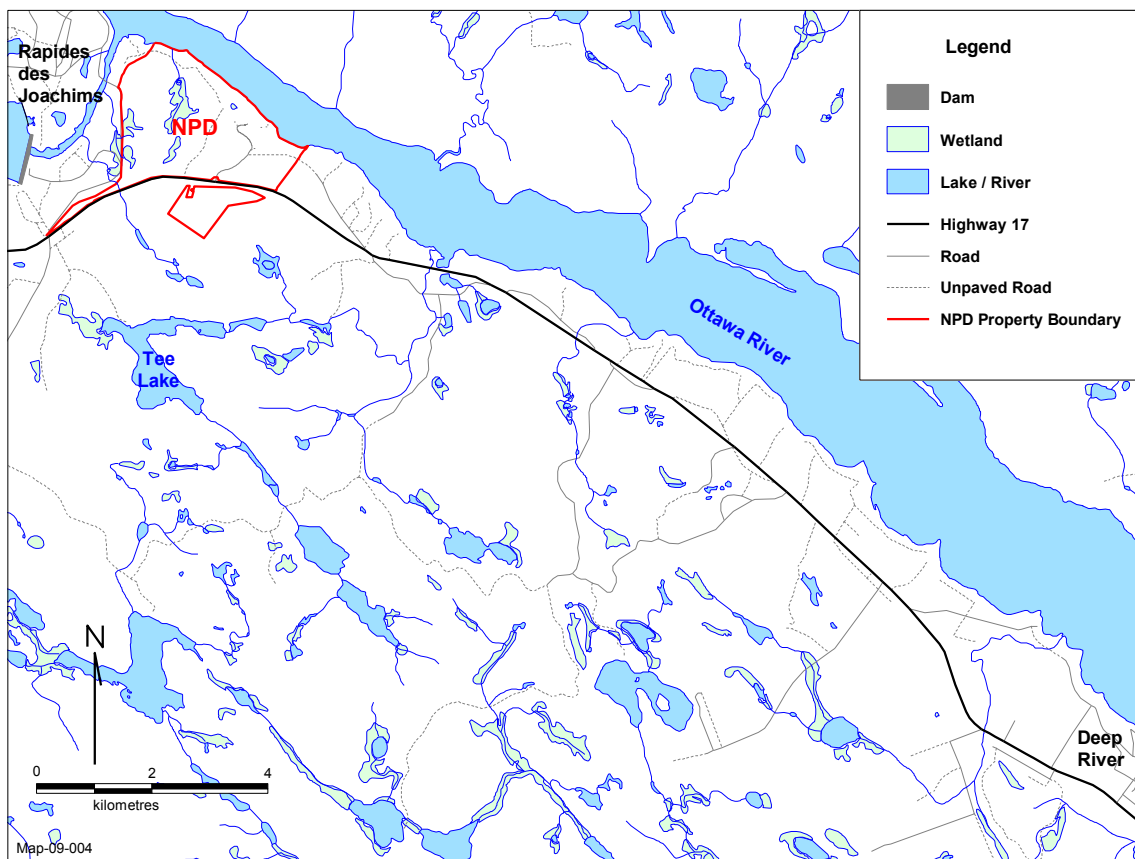 Rapides
des
Joachims
NPD
Tee
Lake
Ottawa River
Deep
River
Legend
Dam
Wetland
Lake / River
Highway 17
Road
Unpaved Road
NPD Property Boundary
N
0 2 4
kilometres
Map-09-004